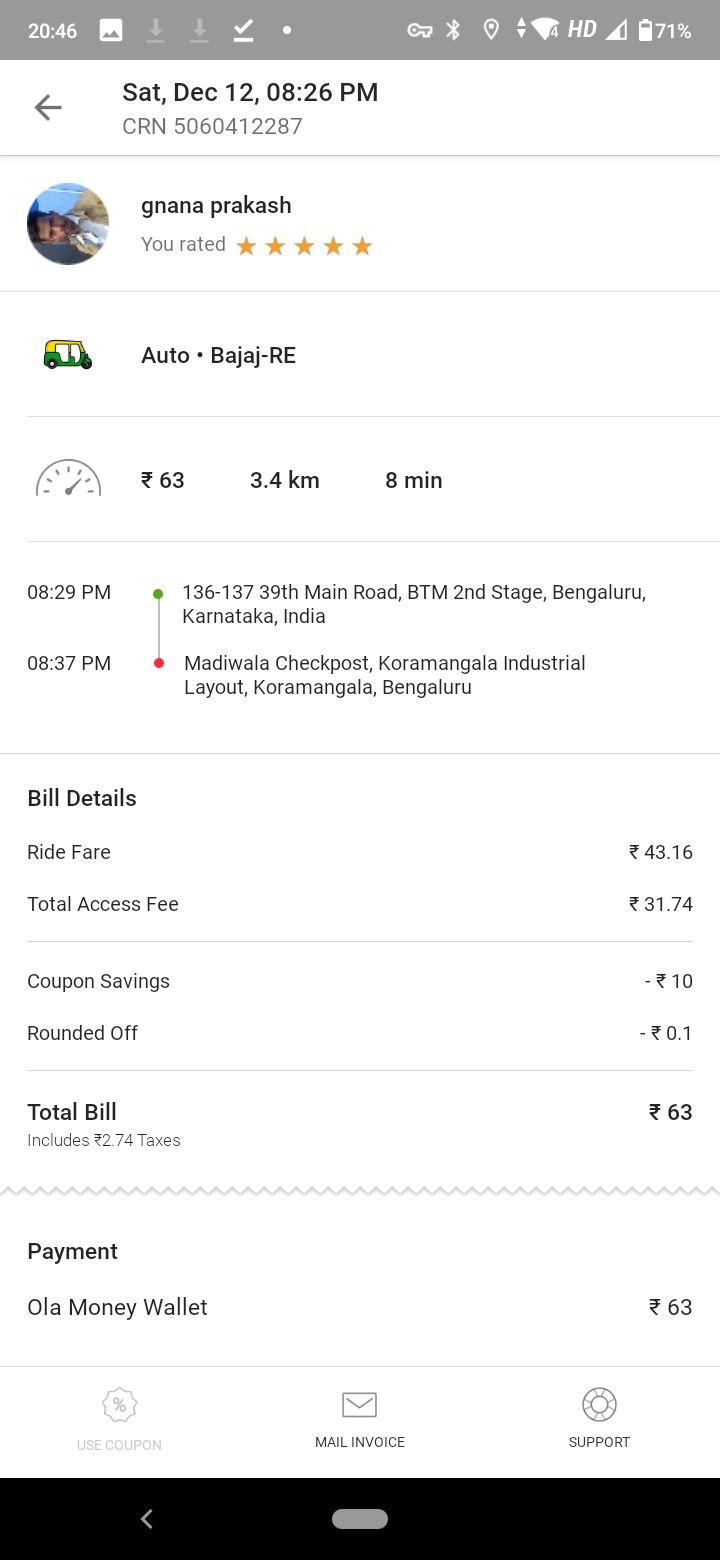 20:46
4 HD 71%
Sat, Dec 12, 08:26 PM
CRN 5060412287
gnana prakash
You rated
Auto • Bajaj-RE
₹ 63 3.4 km 8 min
08:29 PM 136-137 39th Main Road, BTM 2nd Stage, Bengaluru,
Karnataka, India
08:37 PM Madiwala Checkpost, Koramangala Industrial
Layout, Koramangala, Bengaluru
Bill Details
Ride Fare ₹ 43.16
Total Access Fee ₹ 31.74
Coupon Savings - ₹ 10
Rounded Off - ₹ 0.1
Total Bill ₹ 63
Includes ₹2.74 Taxes
Payment
Ola Money Wallet ₹ 63
%
USE COUPON MAIL INVOICE SUPPORT